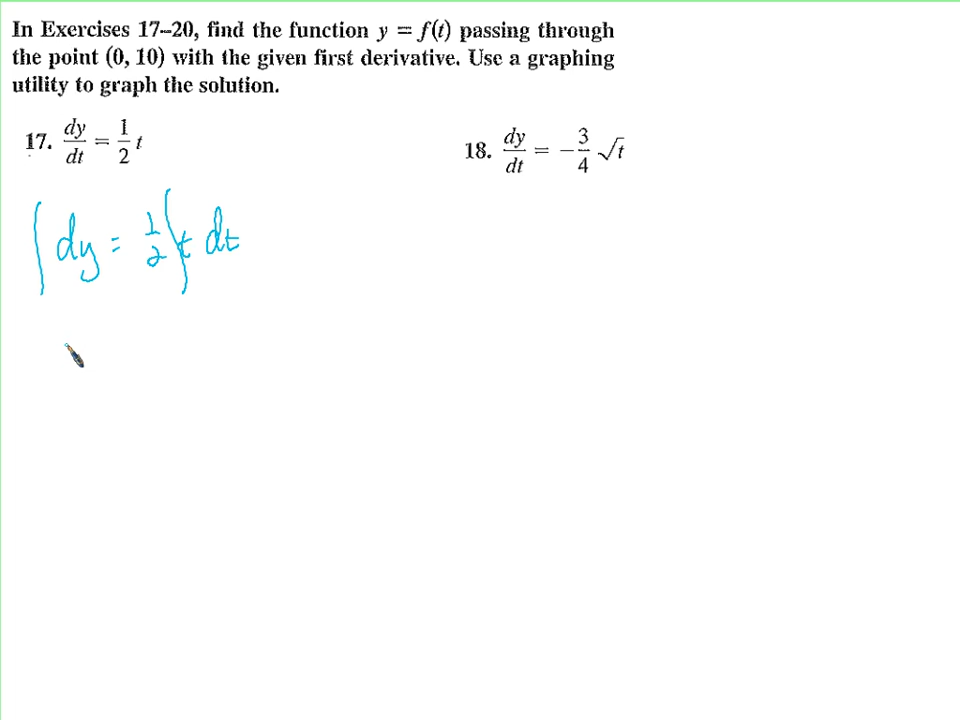 In Exercises 17–20, find the function y = f(t) passing through
the point (0, 10) with the given first derivative. Use a graphing
utility to graph the solution.
17. dy/dt = 1/2 t
18. dy/dt = −3/4 √t
∫ dy = 1/2 ∫ t dt